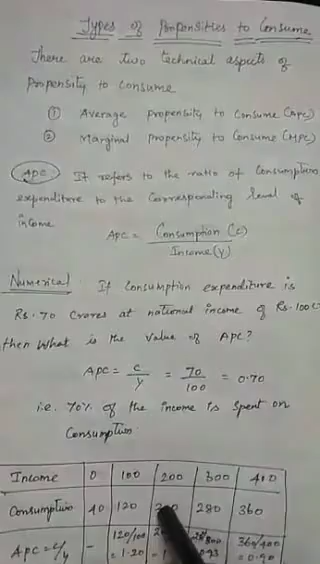 Types of Propensities to Consume
There are two technical aspects of
Propensity to Consume
① Average propensity to Consume (APC)
② Marginal Propensity to Consume (MPC)
APC: It refers to the ratio of Consumption
expenditure to the Corresponding level of
income
APC = Consumption (C)
Income (Y)
Numerical: If Consumption expenditure is
Rs. 70 Crores at national income of Rs. 100
then What is the value of APC?
APC = C/Y = 70/100 = 0.70
i.e. 70% of the income is spent on
Consumption.
Income 0 100 200 300 400
Consumption 40 120 280 360
APC = C/Y - 120/100 = 1.20 360/400 = 0.90